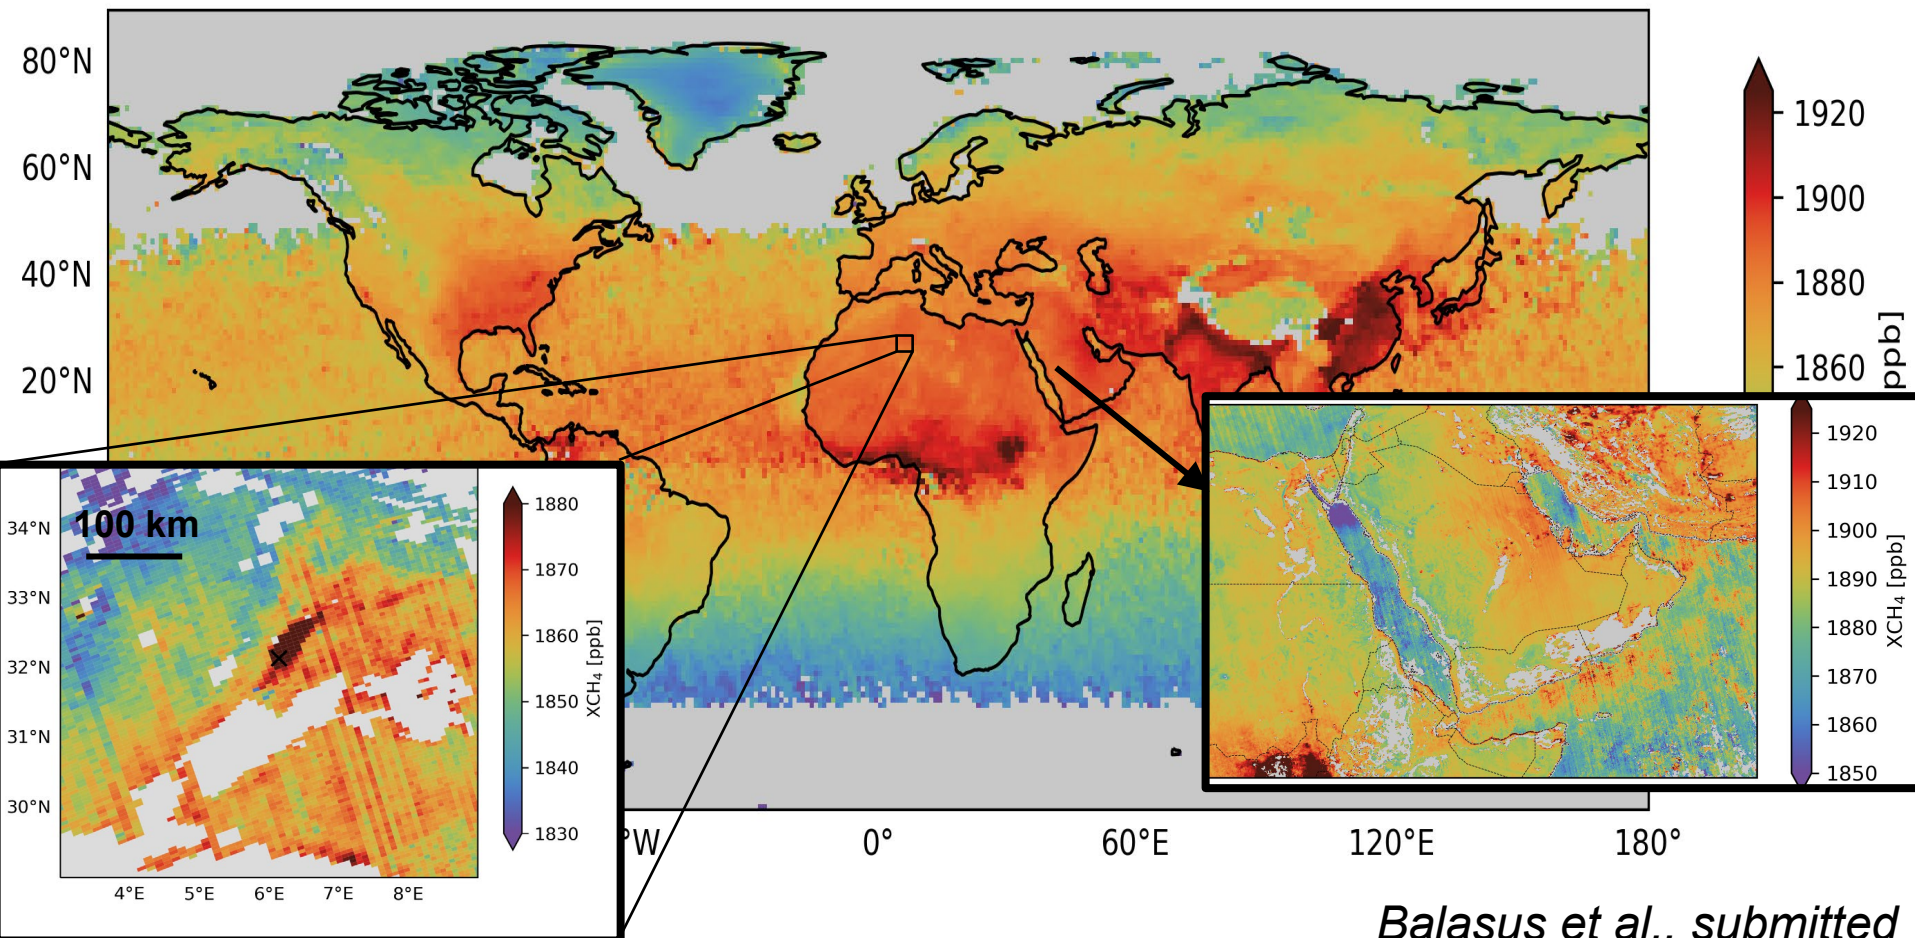 80°N
60°N
40°N
20°N
1920
1900
1880
1860
[ppb]
100 km
34°N
33°N
32°N
31°N
30°N
4°E
5°E
6°E
7°E
8°E
1880
1870
1860
1850
1840
1830
XCH₄ [ppb]
1920
1910
1900
1890
1880
1870
1860
1850
XCH₄ [ppb]
°W
0°
60°E
120°E
180°
Balasus et al., submitted